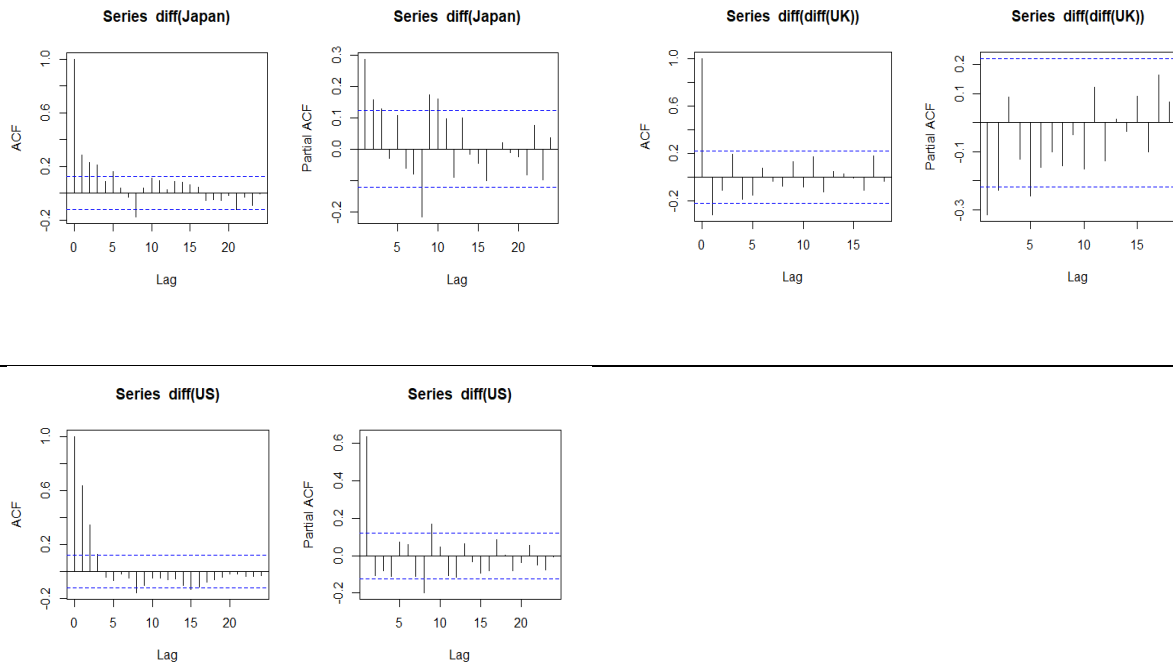 Series diff(Japan)
ACF
1.0
0.6
0.2
-0.2
0 5 10 15 20
Lag
Series diff(Japan)
Partial ACF
0.3
0.2
0.1
0.0
-0.2
5 10 15 20
Lag
Series diff(diff(UK))
ACF
1.0
0.6
0.2
-0.2
0 5 10 15
Lag
Series diff(diff(UK))
Partial ACF
0.2
0.1
-0.1
-0.3
5 10 15
Lag
Series diff(US)
ACF
1.0
0.6
0.2
-0.2
0 5 10 15 20
Lag
Series diff(US)
Partial ACF
0.6
0.4
0.2
0.0
-0.2
5 10 15 20
Lag